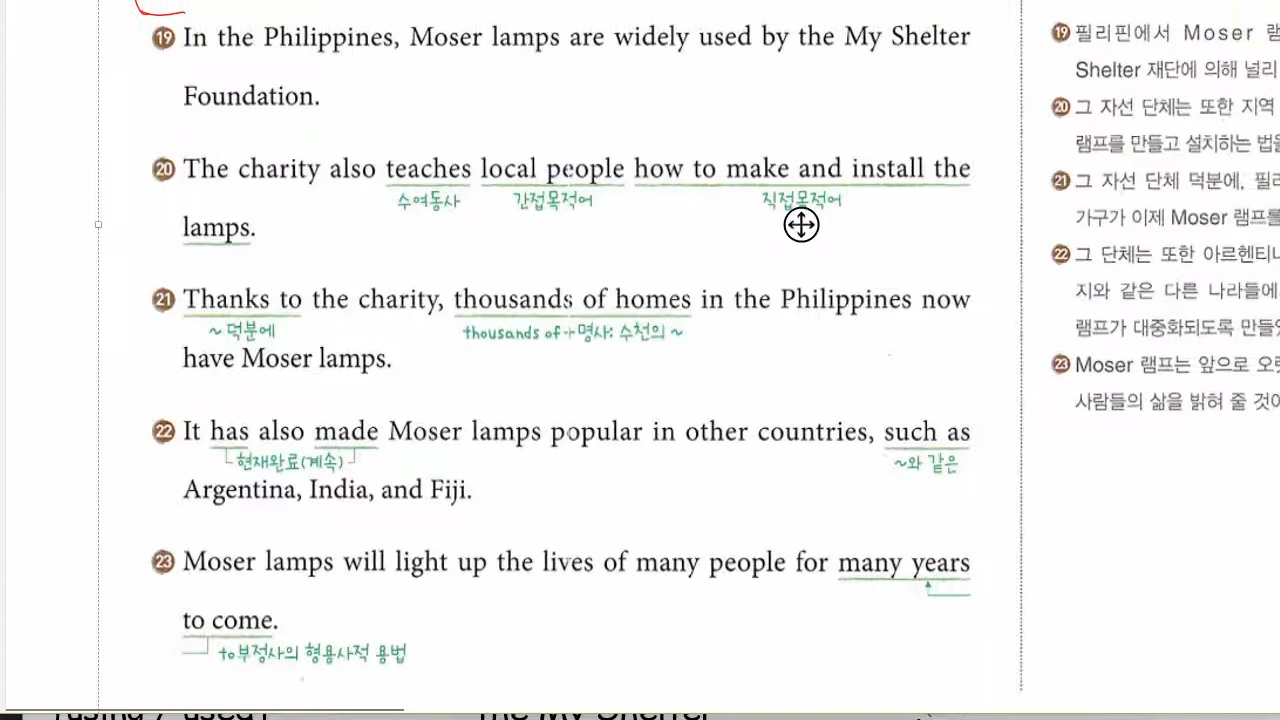 19 In the Philippines, Moser lamps are widely used by the My Shelter
Foundation.
20 The charity also teaches local people how to make and install the
수여동사 간접목적어 직접목적어
lamps.
21 Thanks to the charity, thousands of homes in the Philippines now
~ 덕분에 thousands of + 명사: 수천의 ~
have Moser lamps.
22 It has also made Moser lamps popular in other countries, such as
현재완료(계속) ~와 같은
Argentina, India, and Fiji.
23 Moser lamps will light up the lives of many people for many years
to come.
to부정사의 형용사적 용법
19 필리핀에서 Moser 램
Shelter 재단에 의해 널리
20 그 자선 단체는 또한 지역
램프를 만들고 설치하는 법을
21 그 자선 단체 덕분에, 필리
가구가 이제 Moser 램프를
22 그 단체는 또한 아르헨티나
지와 같은 다른 나라들에
램프가 대중화되도록 만들
23 Moser 램프는 앞으로 오랫
사람들의 삶을 밝혀 줄 것이
The My Shelter